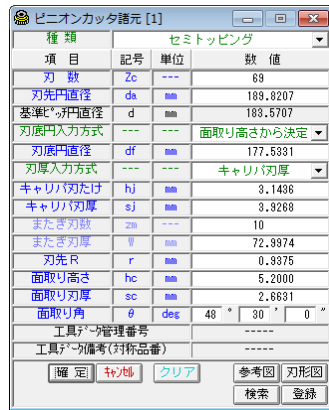 ピニオンカッタ諸元 [1]
種 類 セミトッピング
項 目 記号 単位 数 値
刃 数 Zc --- 69
刃先円直径 da mm 189.8207
基準ﾋﾟｯﾁ円直径 d mm 183.5707
刃底円入力方式 --- --- 面取り高さから決定
刃底円直径 df mm 177.5331
刃厚入力方式 --- --- キャリパ刃厚
キャリパ刃たけ hj mm 3.1436
キャリパ刃厚 sj mm 3.9268
またぎ刃数 zm --- 10
またぎ刃厚 W mm 72.9974
刃先R r mm 0.9375
面取り高さ hc mm 5.2000
面取り刃厚 sc mm 2.6631
面取り角 θ deg 48 ° 30 ' 0 "
工具ﾃﾞｰﾀ管理番号 -----
工具ﾃﾞｰﾀ備考(対称品番) -----
確 定 ｷｬﾝｾﾙ クリア 参考図 刃形図
検索 登録